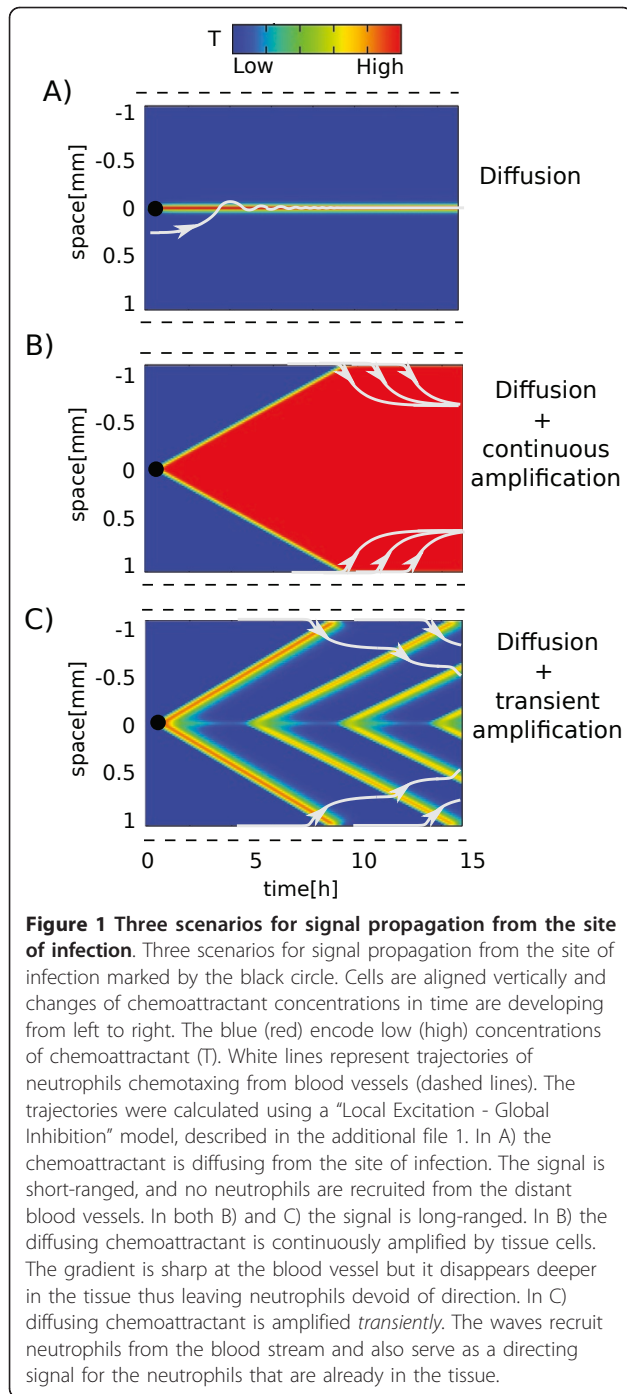 T
Low High
A)
-1
-0.5
0
0.5
1
space[mm]
Diffusion
B)
-1
-0.5
0
0.5
1
space[mm]
Diffusion
+
continuous
amplification
C)
-1
-0.5
0
0.5
1
space[mm]
Diffusion
+
transient
amplification
0 5 10 15
time[h]
Figure 1 Three scenarios for signal propagation from the site
of infection. Three scenarios for signal propagation from the site of
infection marked by the black circle. Cells are aligned vertically and
changes of chemoattractant concentrations in time are developing
from left to right. The blue (red) encode low (high) concentrations
of chemoattractant (T). White lines represent trajectories of
neutrophils chemotaxing from blood vessels (dashed lines). The
trajectories were calculated using a “Local Excitation - Global
Inhibition” model, described in the additional file 1. In A) the
chemoattractant is diffusing from the site of infection. The signal is
short-ranged, and no neutrophils are recruited from the distant
blood vessels. In both B) and C) the signal is long-ranged. In B) the
diffusing chemoattractant is continuously amplified by tissue cells.
The gradient is sharp at the blood vessel but it disappears deeper
in the tissue thus leaving neutrophils devoid of direction. In C)
diffusing chemoattractant is amplified transiently. The waves recruit
neutrophils from the blood stream and also serve as a directing
signal for the neutrophils that are already in the tissue.